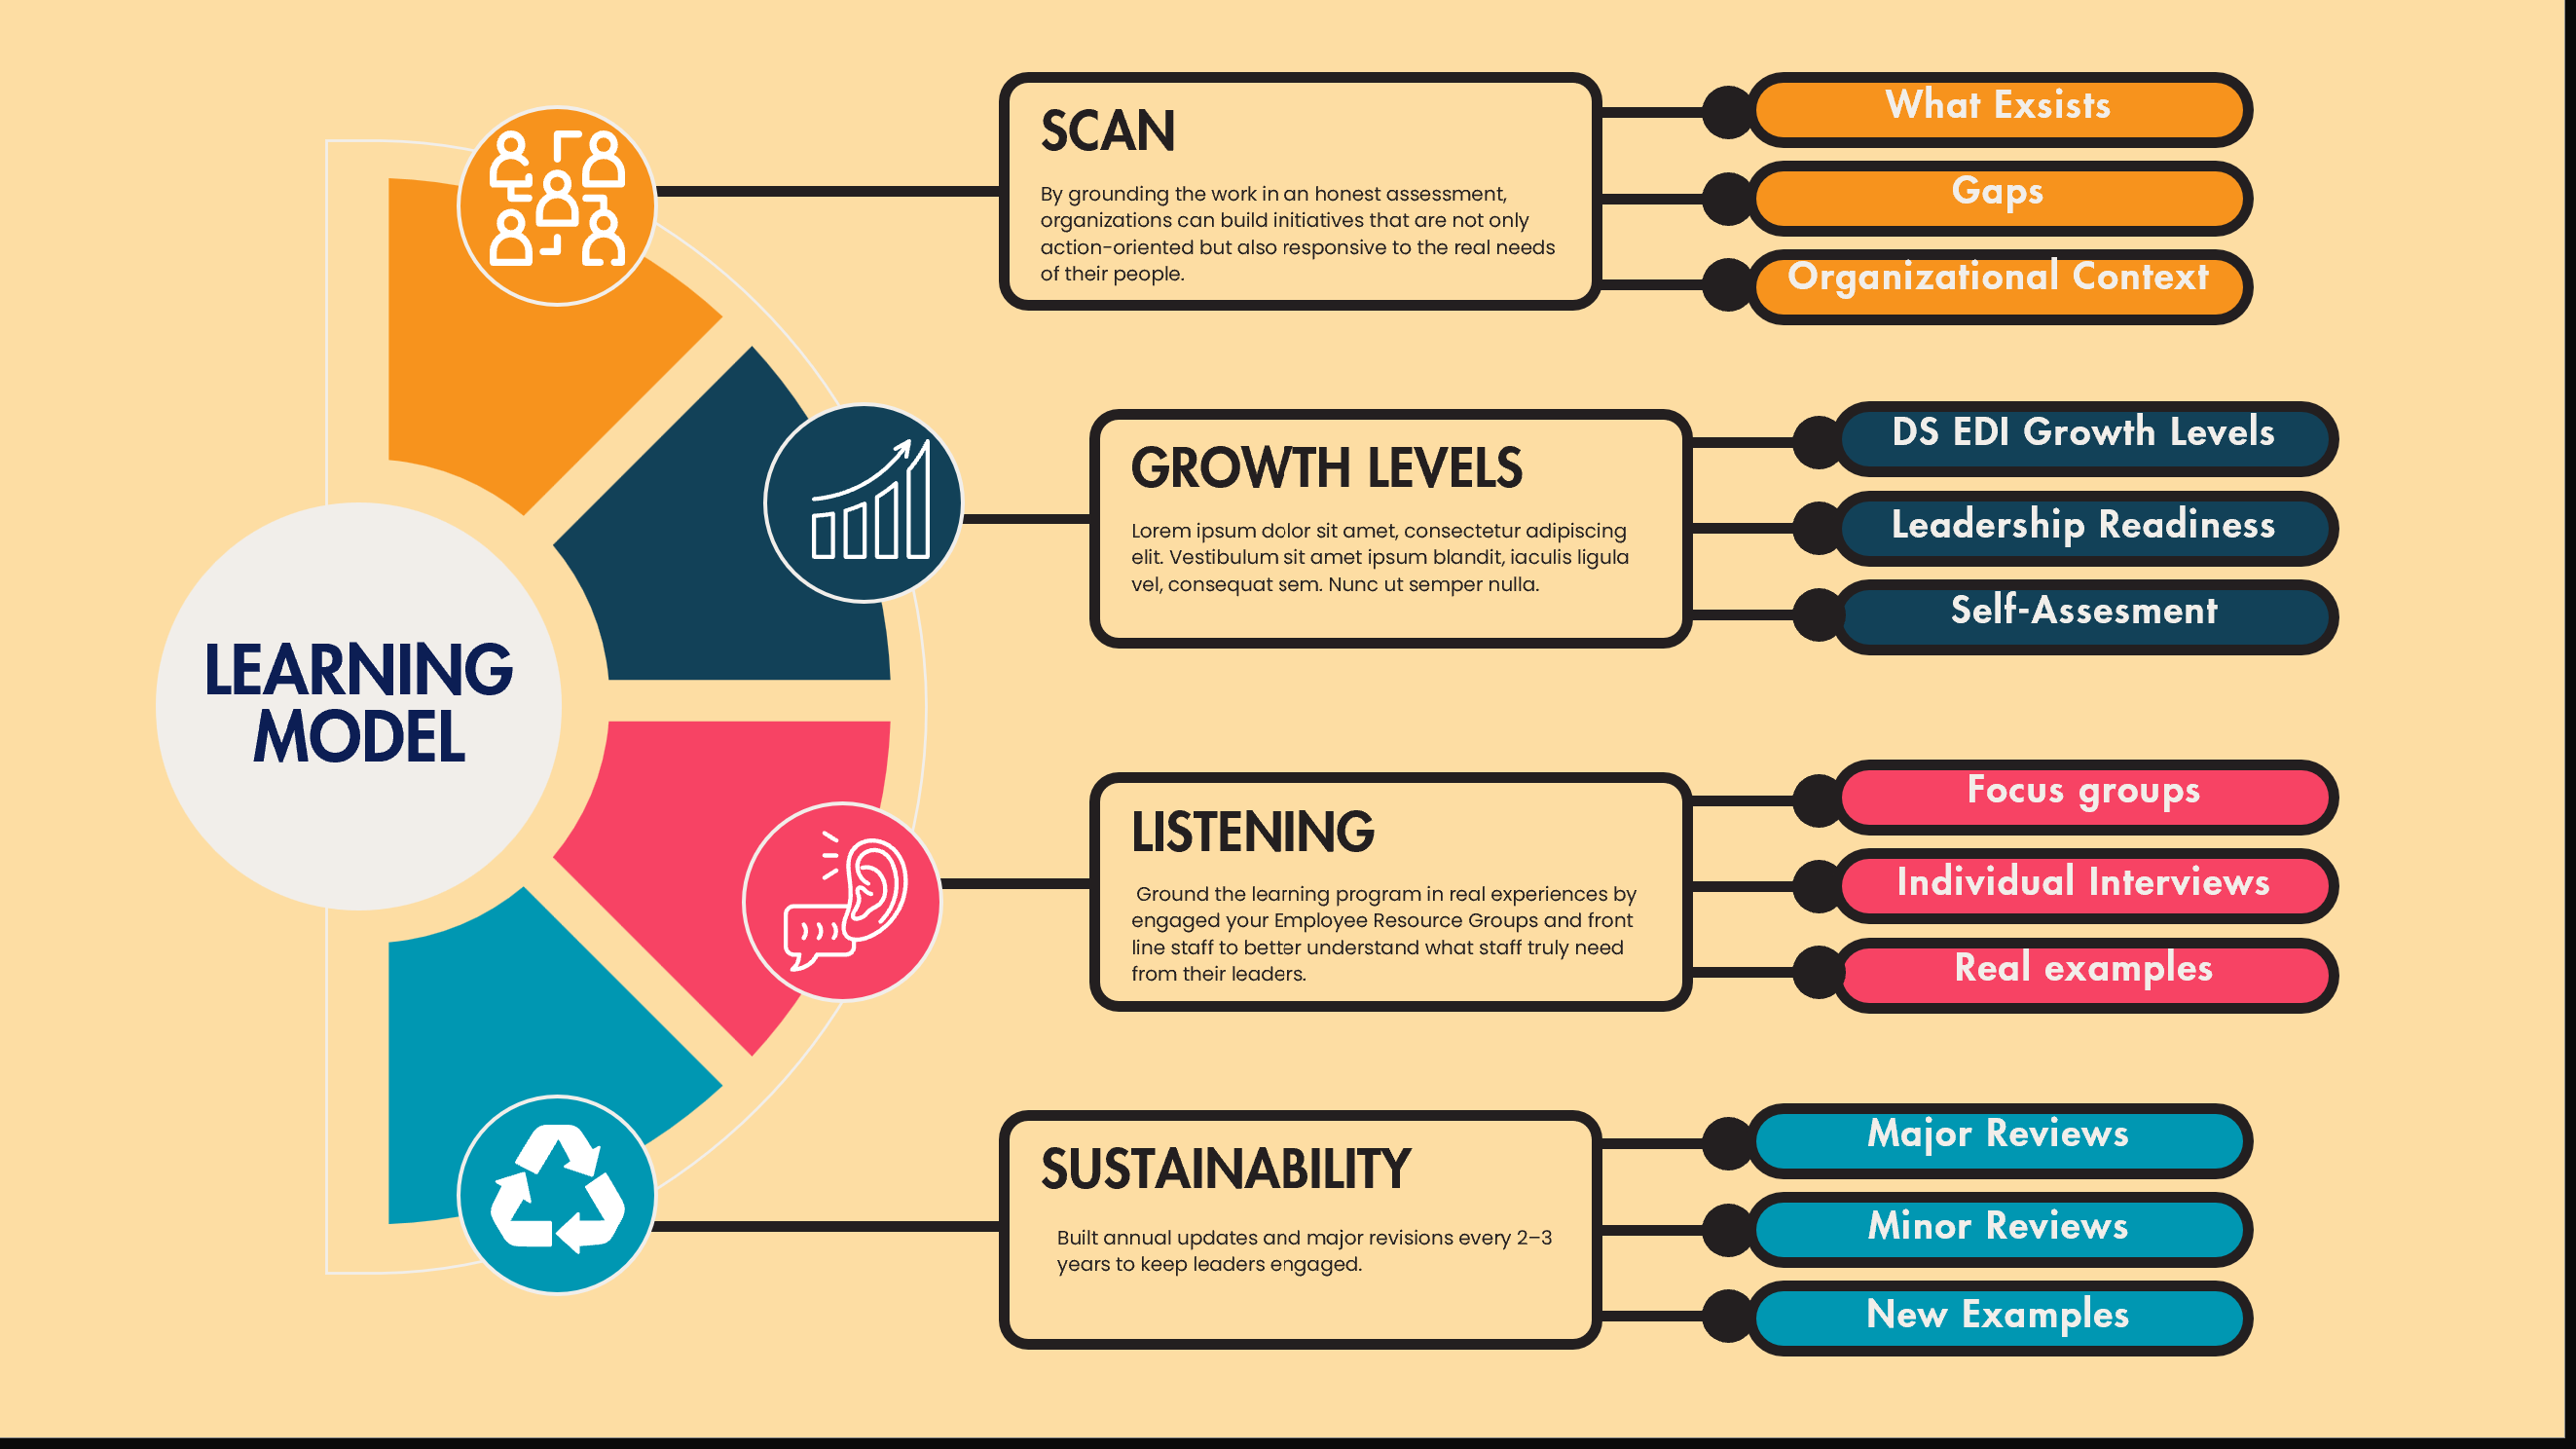 LEARNING
MODEL
SCAN
By grounding the work in an honest assessment,
organizations can build initiatives that are not only
action-oriented but also responsive to the real needs
of their people.
What Exsists
Gaps
Organizational Context
GROWTH LEVELS
Lorem ipsum dolor sit amet, consectetur adipiscing
elit. Vestibulum sit amet ipsum blandit, iaculis ligula
vel, consequat sem. Nunc ut semper nulla.
DS EDI Growth Levels
Leadership Readiness
Self-Assesment
LISTENING
Ground the learning program in real experiences by
engaged your Employee Resource Groups and front
line staff to better understand what staff truly need
from their leaders.
Focus groups
Individual Interviews
Real examples
SUSTAINABILITY
Built annual updates and major revisions every 2–3
years to keep leaders engaged.
Major Reviews
Minor Reviews
New Examples